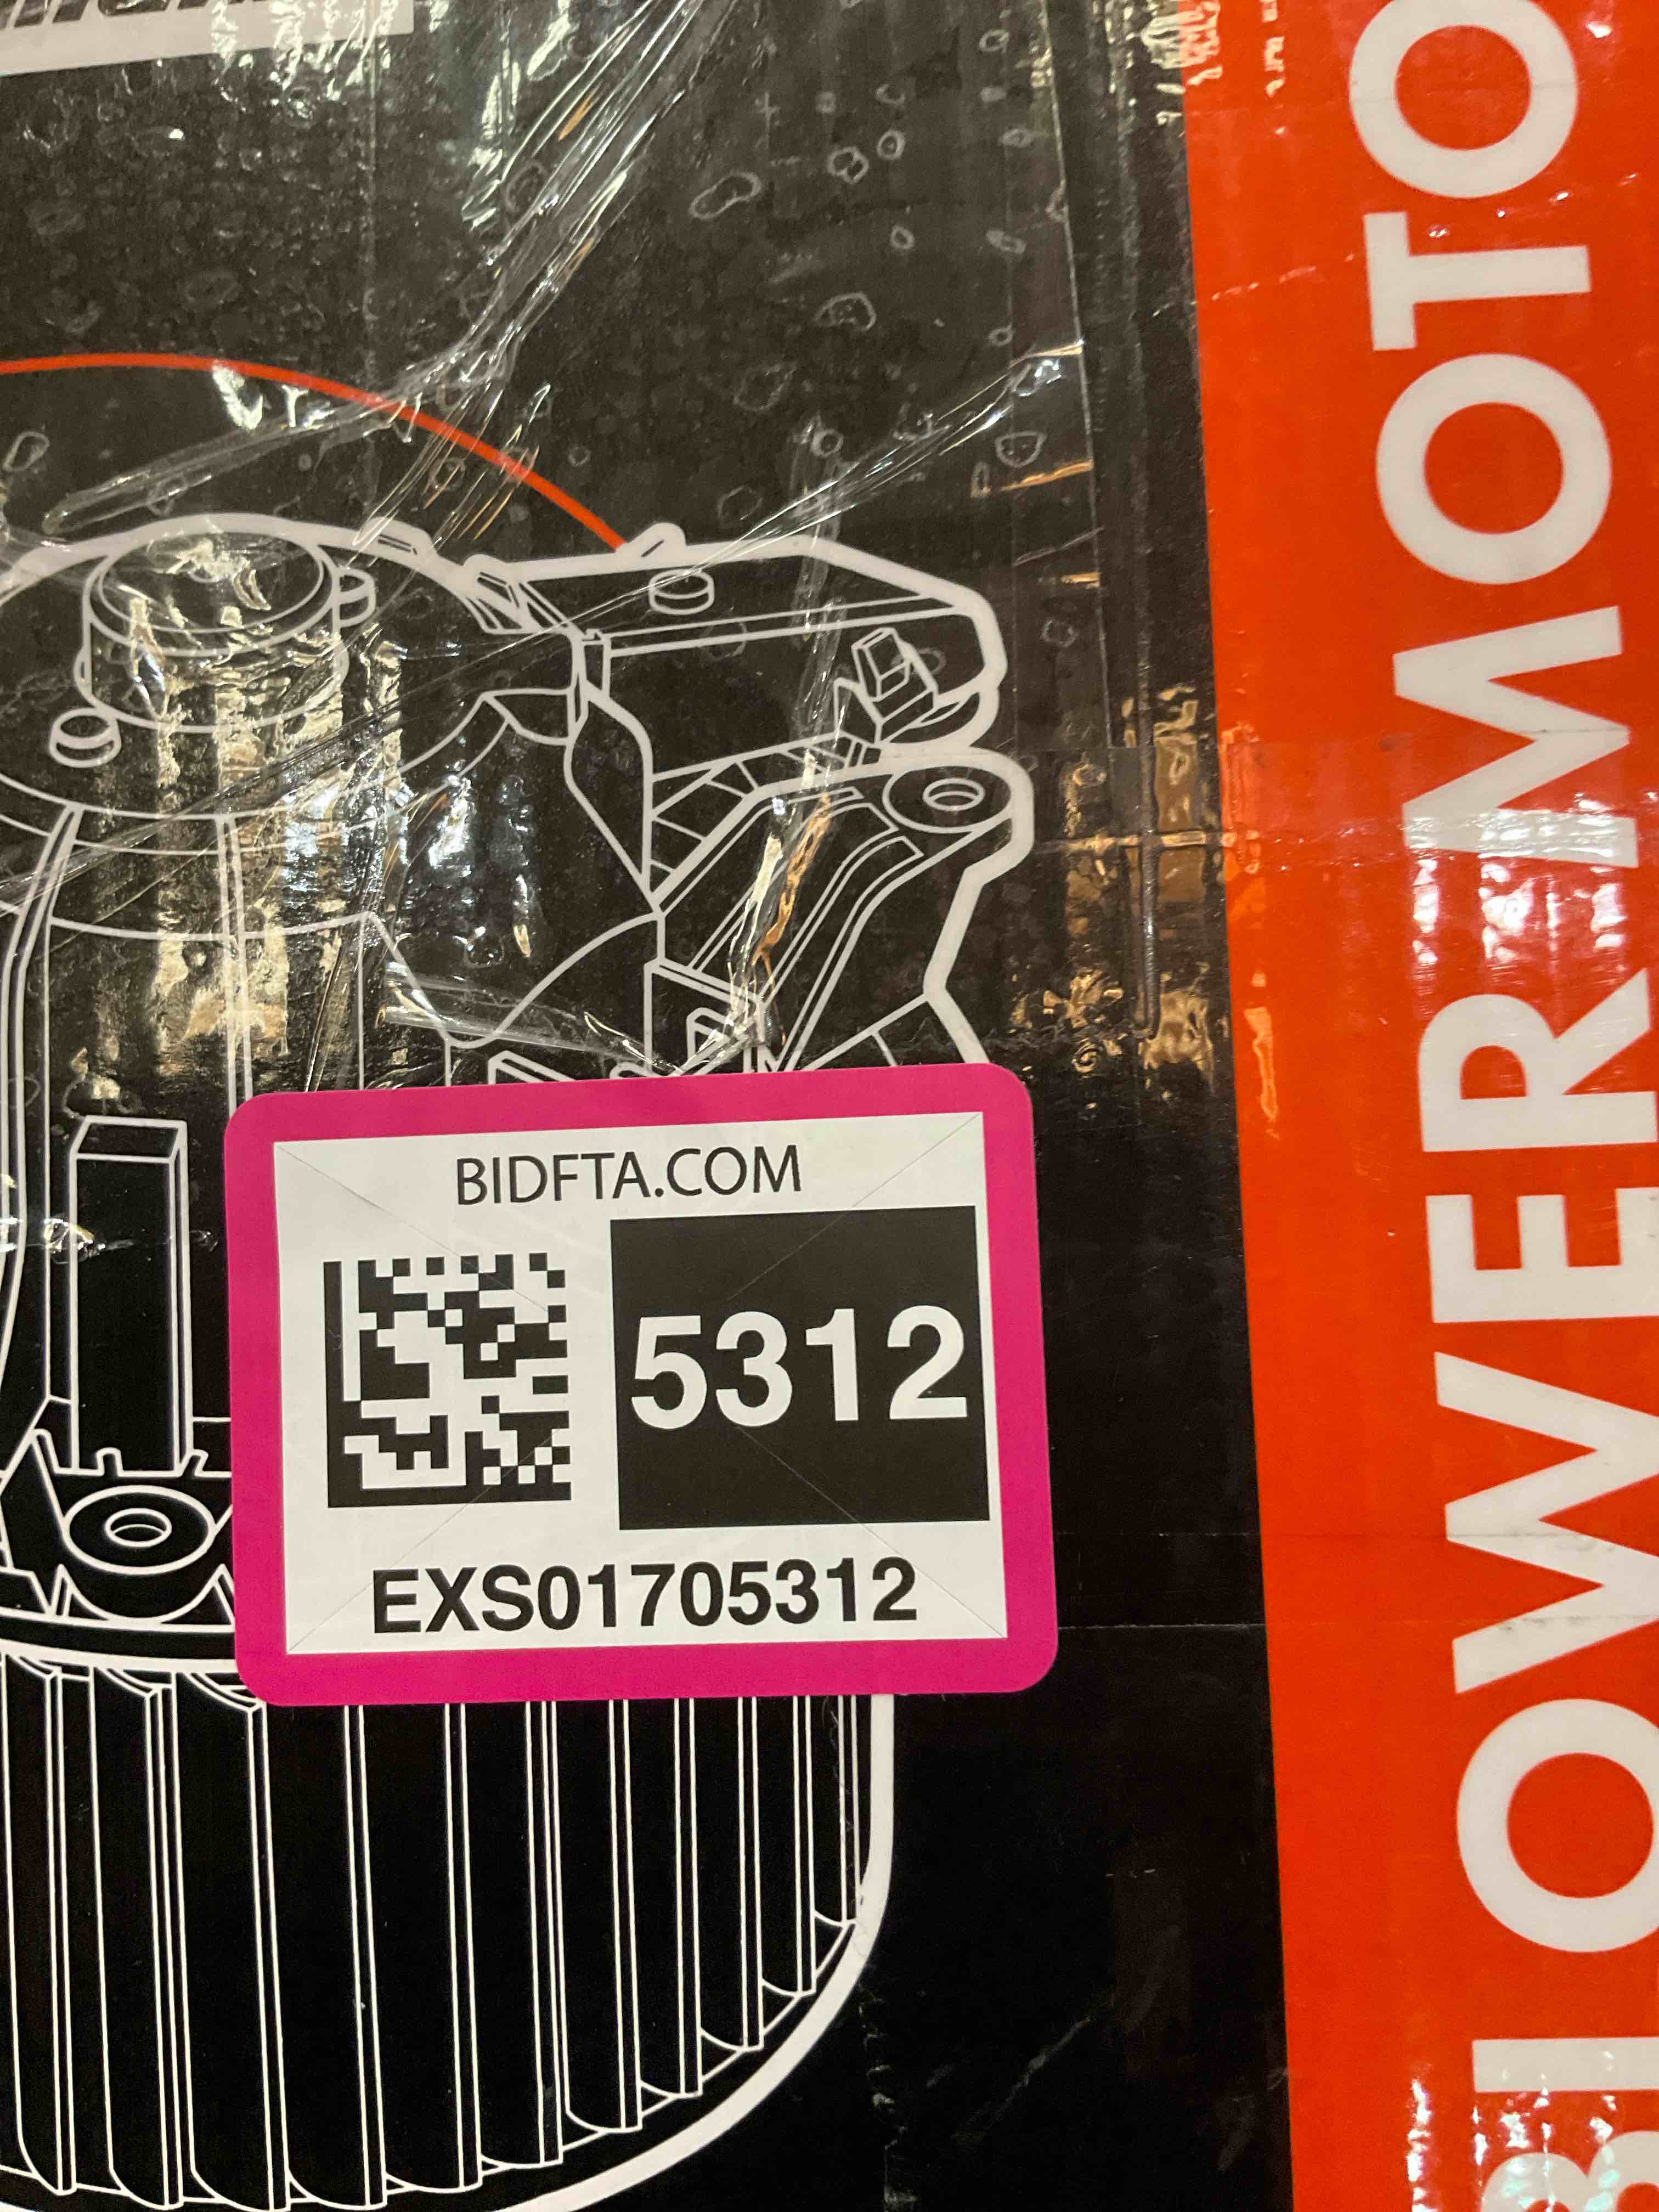 BIDFTA.COM
5312
EXS01705312
BLOWER MOTO